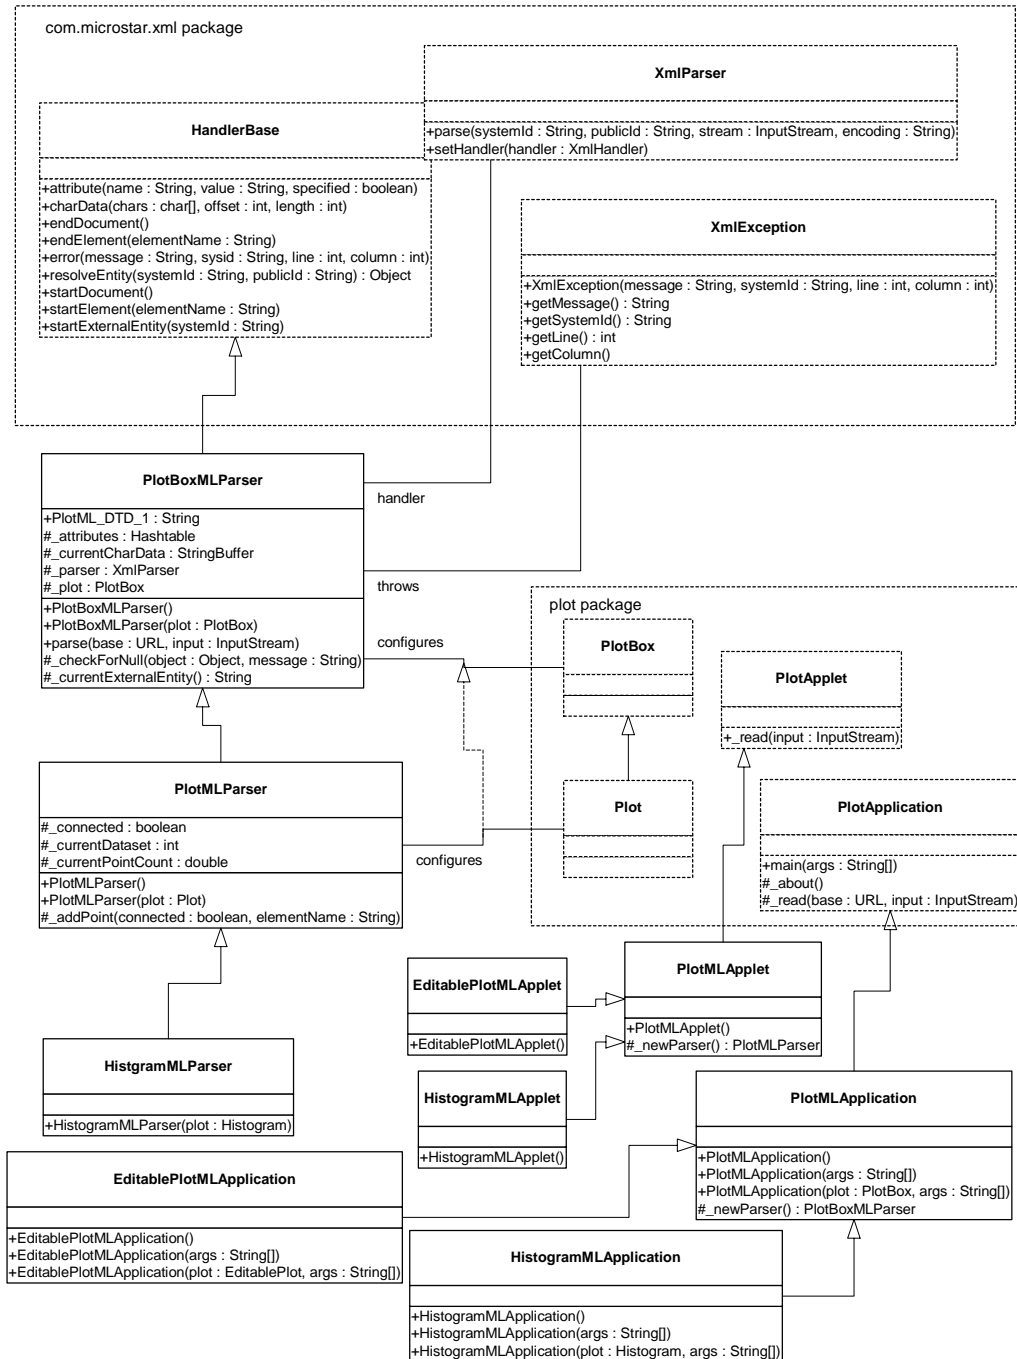 com.microstar.xml package
XmlParser
+parse(systemId : String, publicId : String, stream : InputStream, encoding : String)
+setHandler(handler : XmlHandler)
HandlerBase
+attribute(name : String, value : String, specified : boolean)
+charData(chars : char[], offset : int, length : int)
+endDocument()
+endElement(elementName : String)
+error(message : String, sysid : String, line : int, column : int)
+resolveEntity(systemId : String, publicId : String) : Object
+startDocument()
+startElement(elementName : String)
+startExternalEntity(systemId : String)
XmlException
+XmlException(message : String, systemId : String, line : int, column : int)
+getMessage() : String
+getSystemId() : String
+getLine() : int
+getColumn()
PlotBoxMLParser
+PlotML_DTD_1 : String
#_attributes : Hashtable
#_currentCharData : StringBuffer
#_parser : XmlParser
#_plot : PlotBox
+PlotBoxMLParser()
+PlotBoxMLParser(plot : PlotBox)
+parse(base : URL, input : InputStream)
#_checkForNull(object : Object, message : String)
#_currentExternalEntity() : String
handler
throws
configures
plot package
PlotBox
PlotApplet
+_read(input : InputStream)
Plot
PlotApplication
+main(args : String[])
#_about()
#_read(base : URL, input : InputStream)
PlotMLParser
#_connected : boolean
#_currentDataset : int
#_currentPointCount : double
+PlotMLParser()
+PlotMLParser(plot : Plot)
#_addPoint(connected : boolean, elementName : String)
configures
EditablePlotMLApplet
+EditablePlotMLApplet()
PlotMLApplet
+PlotMLApplet()
#_newParser() : PlotMLParser
HistgramMLParser
+HistogramMLParser(plot : Histogram)
HistogramMLApplet
+HistogramMLApplet()
PlotMLApplication
+PlotMLApplication()
+PlotMLApplication(args : String[])
+PlotMLApplication(plot : PlotBox, args : String[])
#_newParser() : PlotBoxMLParser
EditablePlotMLApplication
+EditablePlotMLApplication()
+EditablePlotMLApplication(args : String[])
+EditablePlotMLApplication(plot : EditablePlot, args : String[])
HistogramMLApplication
+HistogramMLApplication()
+HistogramMLApplication(args : String[])
+HistogramMLApplication(plot : Histogram, args : String[])